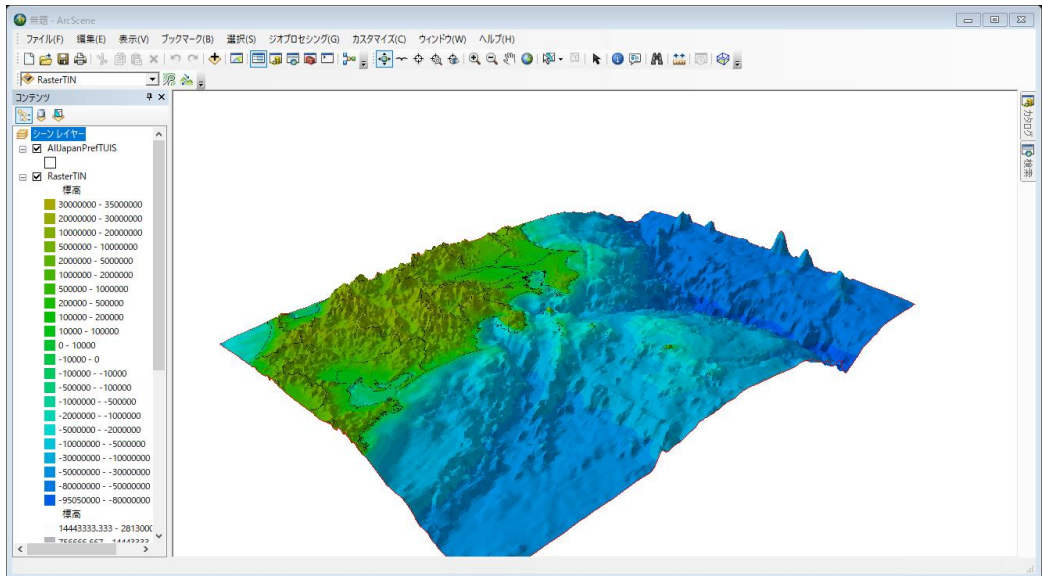 無題 - ArcScene
ファイル(F) 編集(E) 表示(V) ブックマーク(B) 選択(S) ジオプロセシング(G) カスタマイズ(C) ウィンドウ(W) ヘルプ(H)
RasterTIN
コンテンツ
シーン レイヤー
AllJapanPrefTUIS
RasterTIN
標高
30000000 - 35000000
20000000 - 30000000
10000000 - 20000000
5000000 - 10000000
2000000 - 5000000
1000000 - 2000000
500000 - 1000000
200000 - 500000
100000 - 200000
10000 - 100000
0 - 10000
-10000 - 0
-100000 - -10000
-500000 - -100000
-1000000 - -500000
-2000000 - -1000000
-5000000 - -2000000
-10000000 - -5000000
-30000000 - -10000000
-50000000 - -30000000
-80000000 - -50000000
-95050000 - -80000000
標高
14443333.333 - 281300
カタログ
検索